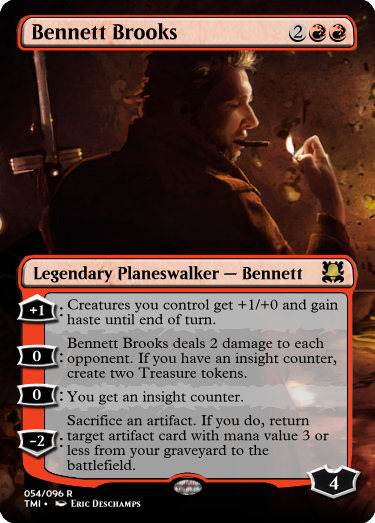 Bennett Brooks 2
Legendary Planeswalker — Bennett
+1 : Creatures you control get +1/+0 and gain
haste until end of turn.
Bennett Brooks deals 2 damage to each
0 : opponent. If you have an insight counter,
create two Treasure tokens.
0 : You get an insight counter.
Sacrifice an artifact. If you do, return
-2 : target artifact card with mana value 3 or
less from your graveyard to the
battlefield.
4
054/096 R
TMI • Eric Deschamps